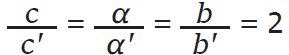 c/c′ = α/α′ = b/b′ = 2